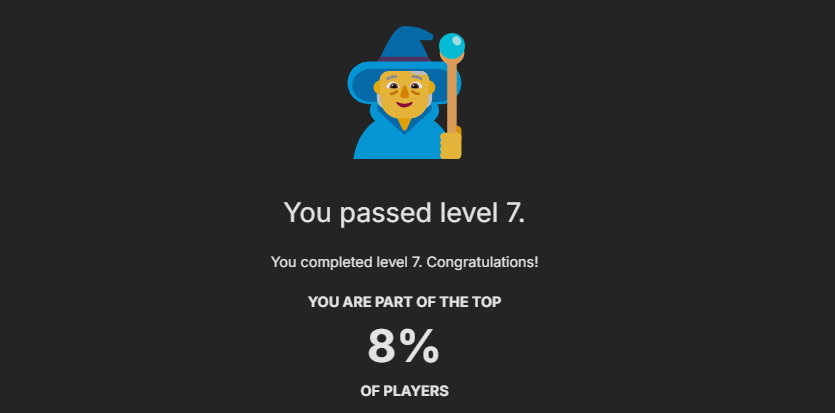 You passed level 7.
You completed level 7. Congratulations!
YOU ARE PART OF THE TOP
8%
OF PLAYERS